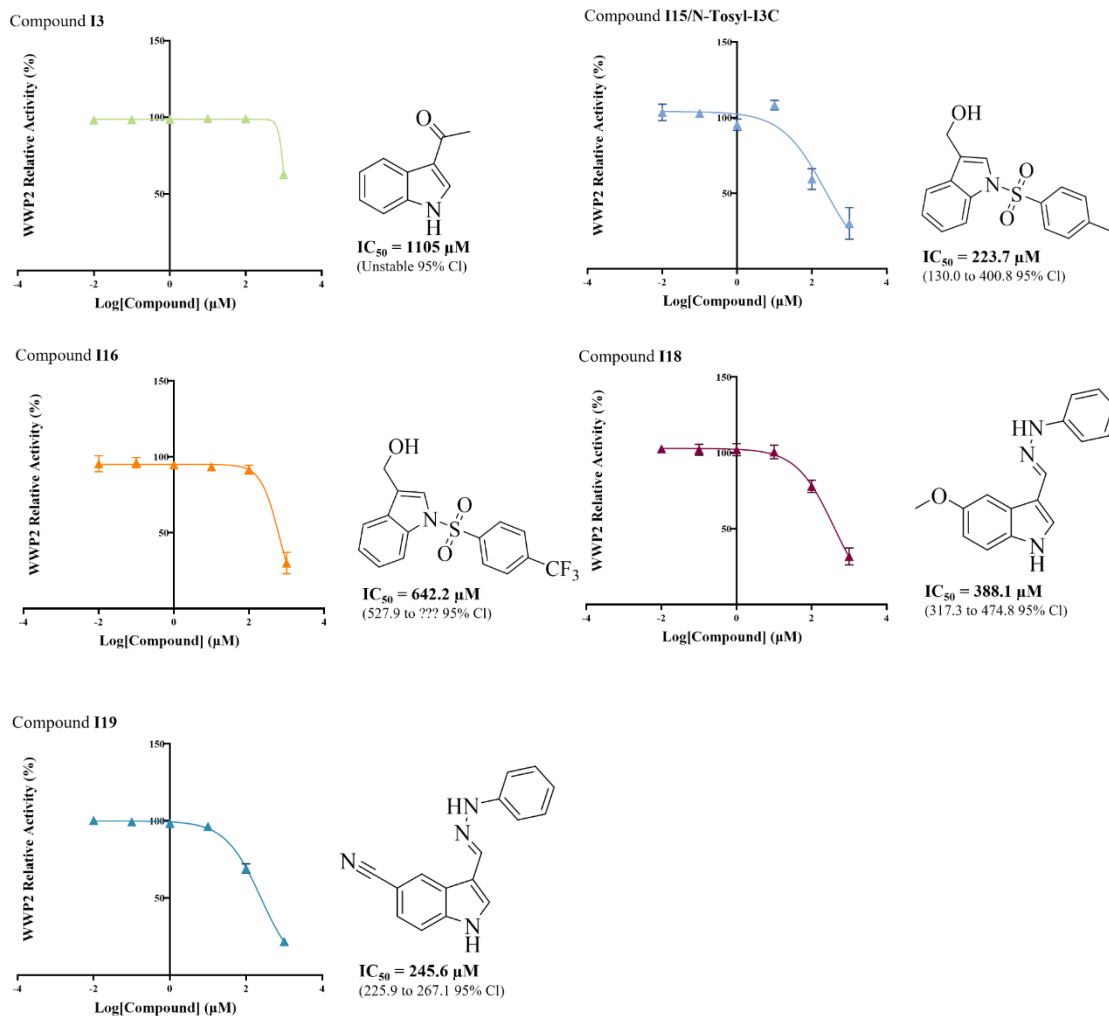 Compound I3
WWP2 Relative Activity (%)
150
100
50
-4
-2
0
2
4
Log[Compound] (µM)
O
N
H
IC50 = 1105 µM
(Unstable 95% Cl)
Compound I15/N-Tosyl-I3C
WWP2 Relative Activity (%)
150
100
50
-4
-2
0
2
4
Log[Compound] (µM)
OH
N
S
O
O
IC50 = 223.7 µM
(130.0 to 400.8 95% Cl)
Compound I16
WWP2 Relative Activity (%)
150
100
50
-4
-2
0
2
4
Log[Compound] (µM)
OH
N
S
O
O
CF3
IC50 = 642.2 µM
(527.9 to ??? 95% Cl)
Compound I18
WWP2 Relative Activity (%)
150
100
50
-4
-2
0
2
4
Log[Compound] (µM)
HN
N
O
N
H
IC50 = 388.1 µM
(317.3 to 474.8 95% Cl)
Compound I19
WWP2 Relative Activity (%)
150
100
50
-4
-2
0
2
4
Log[Compound] (µM)
HN
N
N
N
H
IC50 = 245.6 µM
(225.9 to 267.1 95% Cl)